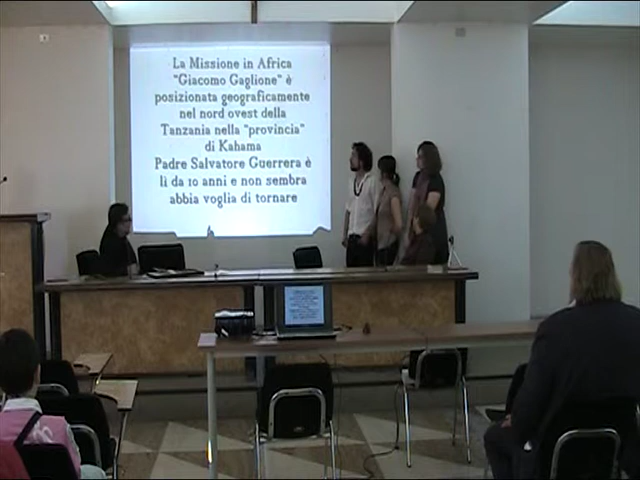 La Missione in Africa
"Giacomo Gaglione" è
posizionata geograficamente
nel nord ovest della
Tanzania nella "provincia"
di Kahama
Padre Salvatore Guerrera è
lì da 10 anni e non sembra
abbia voglia di tornare